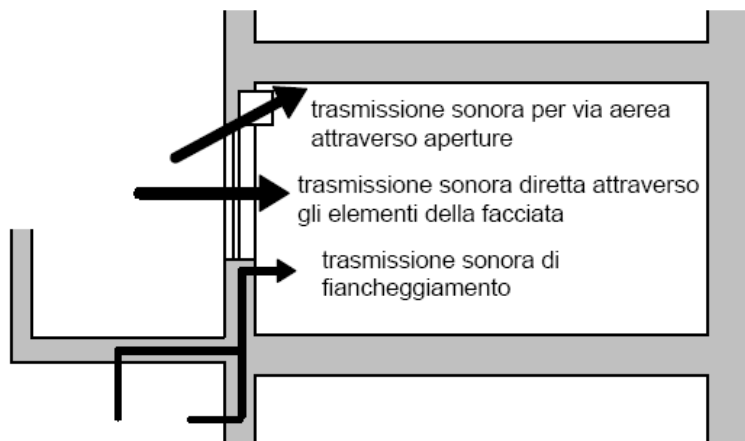 trasmissione sonora per via aerea
attraverso aperture
trasmissione sonora diretta attraverso
gli elementi della facciata
trasmissione sonora di
fiancheggiamento